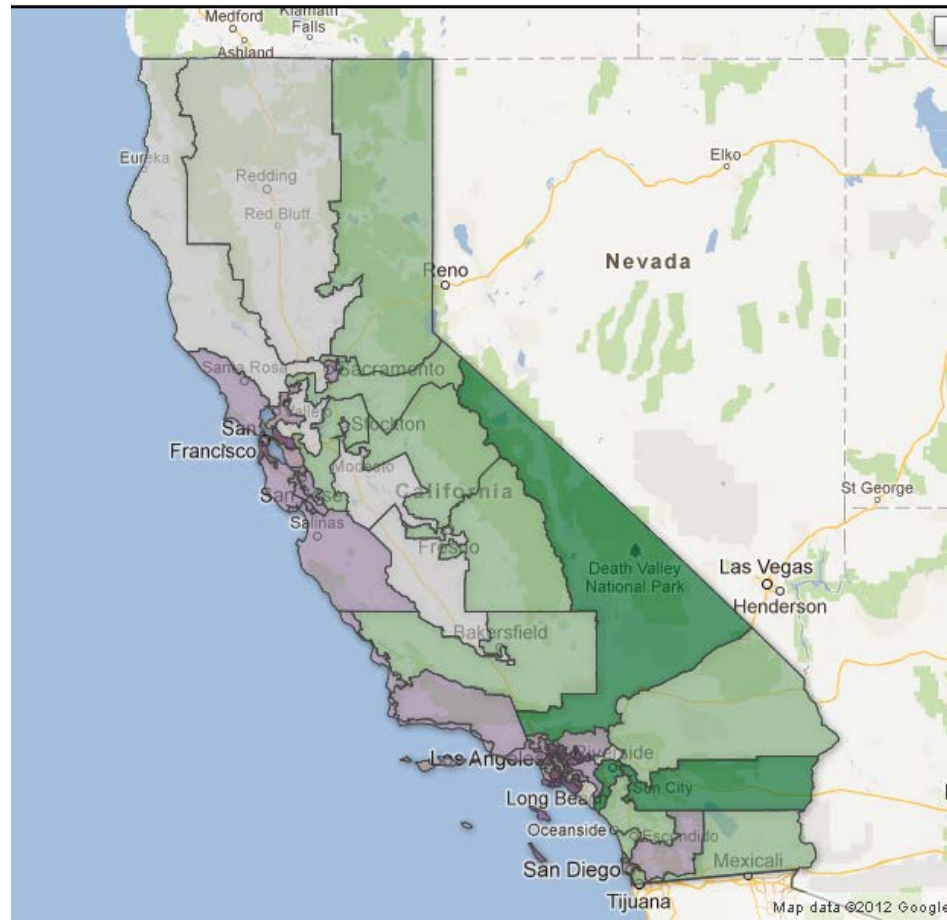 Medford
Klamath
Falls
Ashland
Eureka
Redding
Red Bluff
Elko
Reno
Nevada
Santa Rosa
Sacramento
Vallejo
San
Francisco
Stockton
Modesto
California
San Jose
Salinas
Fresno
St George
Death Valley
National Park
Las Vegas
Henderson
Bakersfield
Los Angeles
Riverside
Sun City
Long Bea
Oceanside
Escondido
San Diego
Mexicali
Tijuana
Map data ©2012 Google